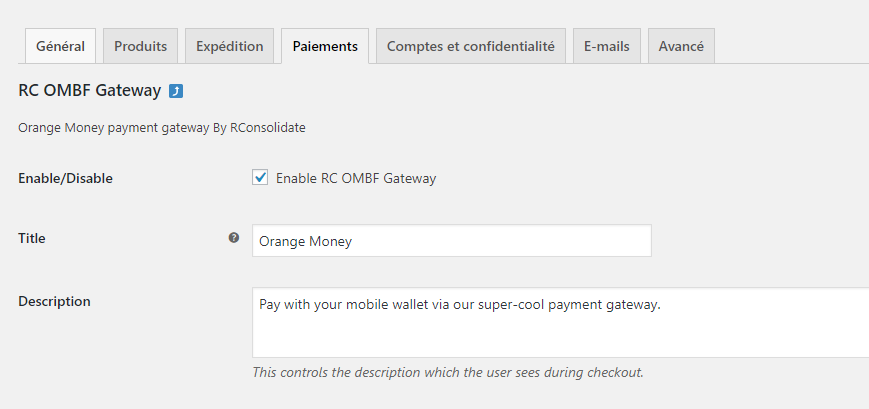 Général Produits Expédition Paiements Comptes et confidentialité E-mails Avancé
RC OMBF Gateway
Orange Money payment gateway By RConsolidate
Enable/Disable Enable RC OMBF Gateway
Title ? Orange Money
Description Pay with your mobile wallet via our super-cool payment gateway.
This controls the description which the user sees during checkout.